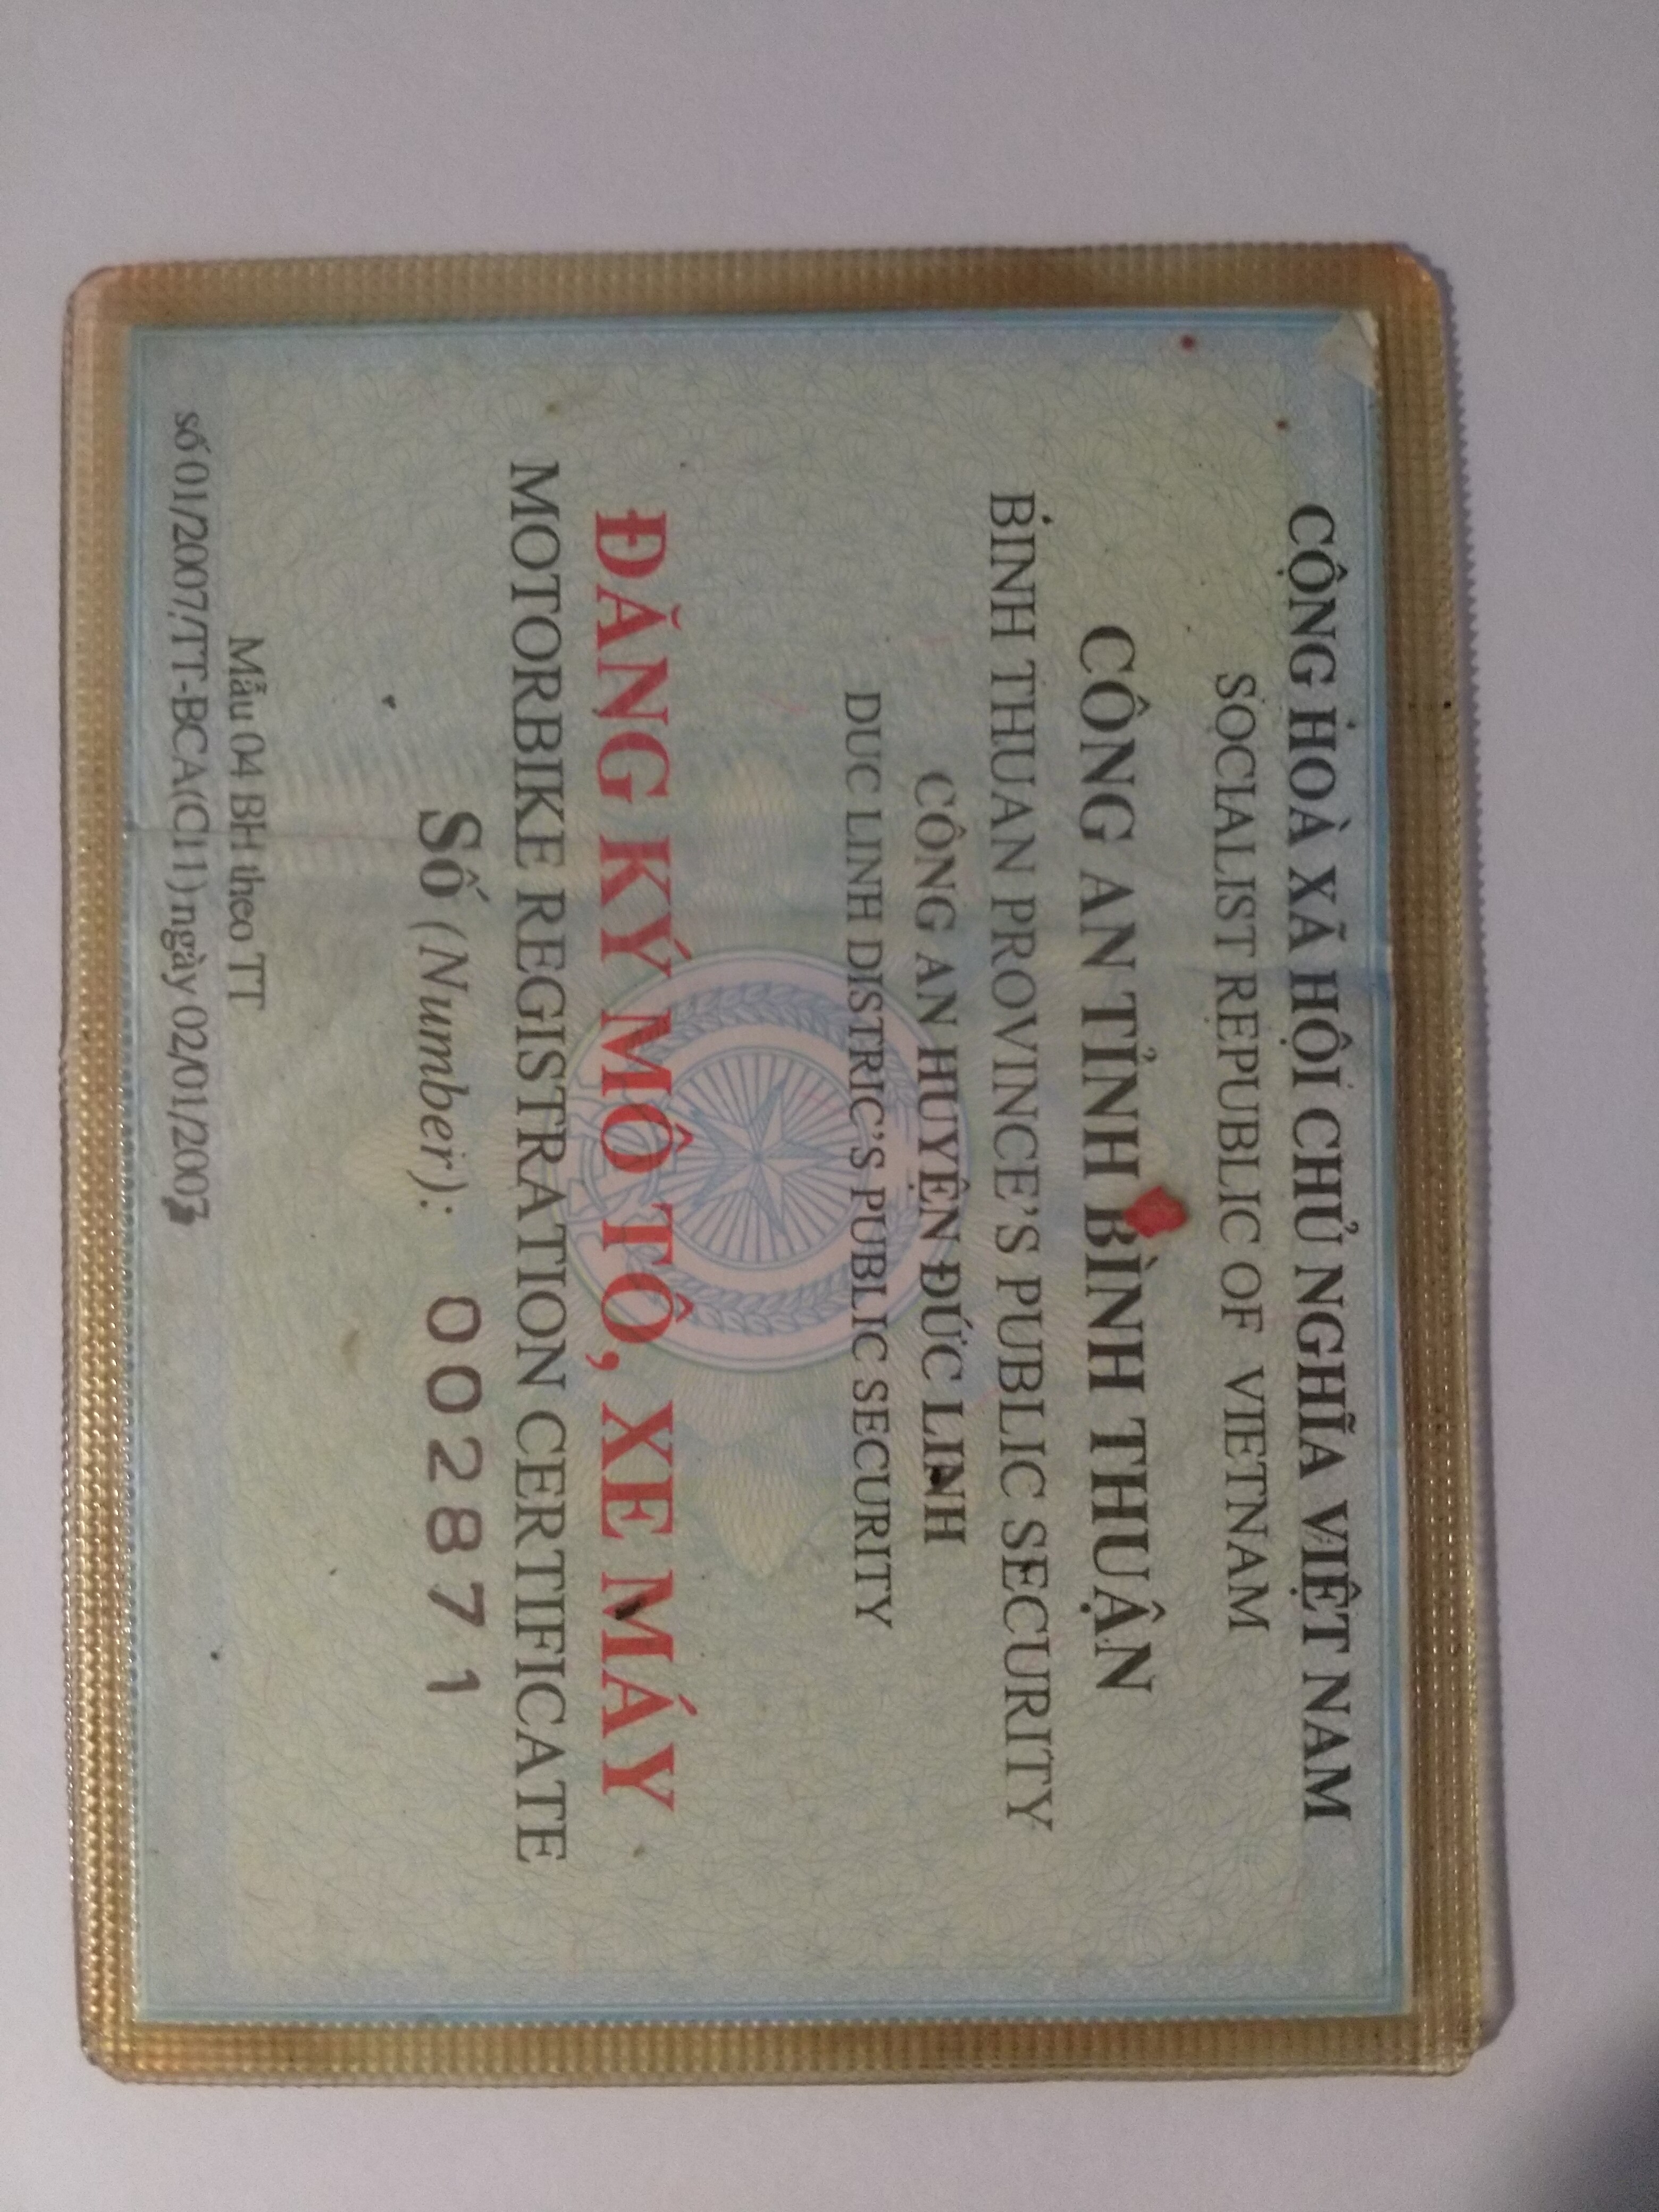 CỘNG HOÀ XÃ HỘI CHỦ NGHĨA VIỆT NAM
SOCIALIST REPUBLIC OF VIETNAM
CÔNG AN TỈNH BÌNH THUẬN
BÌNH THUAN PROVINCE'S PUBLIC SECURITY
CÔNG AN HUYỆN ĐỨC LINH
DUC LINH DISTRIC'S PUBLIC SECURITY
ĐĂNG KÝ MÔ TÔ, XE MÁY
MOTORBIKE REGISTRATION CERTIFICATE
Số (Number): 002871
Mẫu 04 BH theo TT
số 01/2007/TT-BCA(C11) ngày 02/01/2007